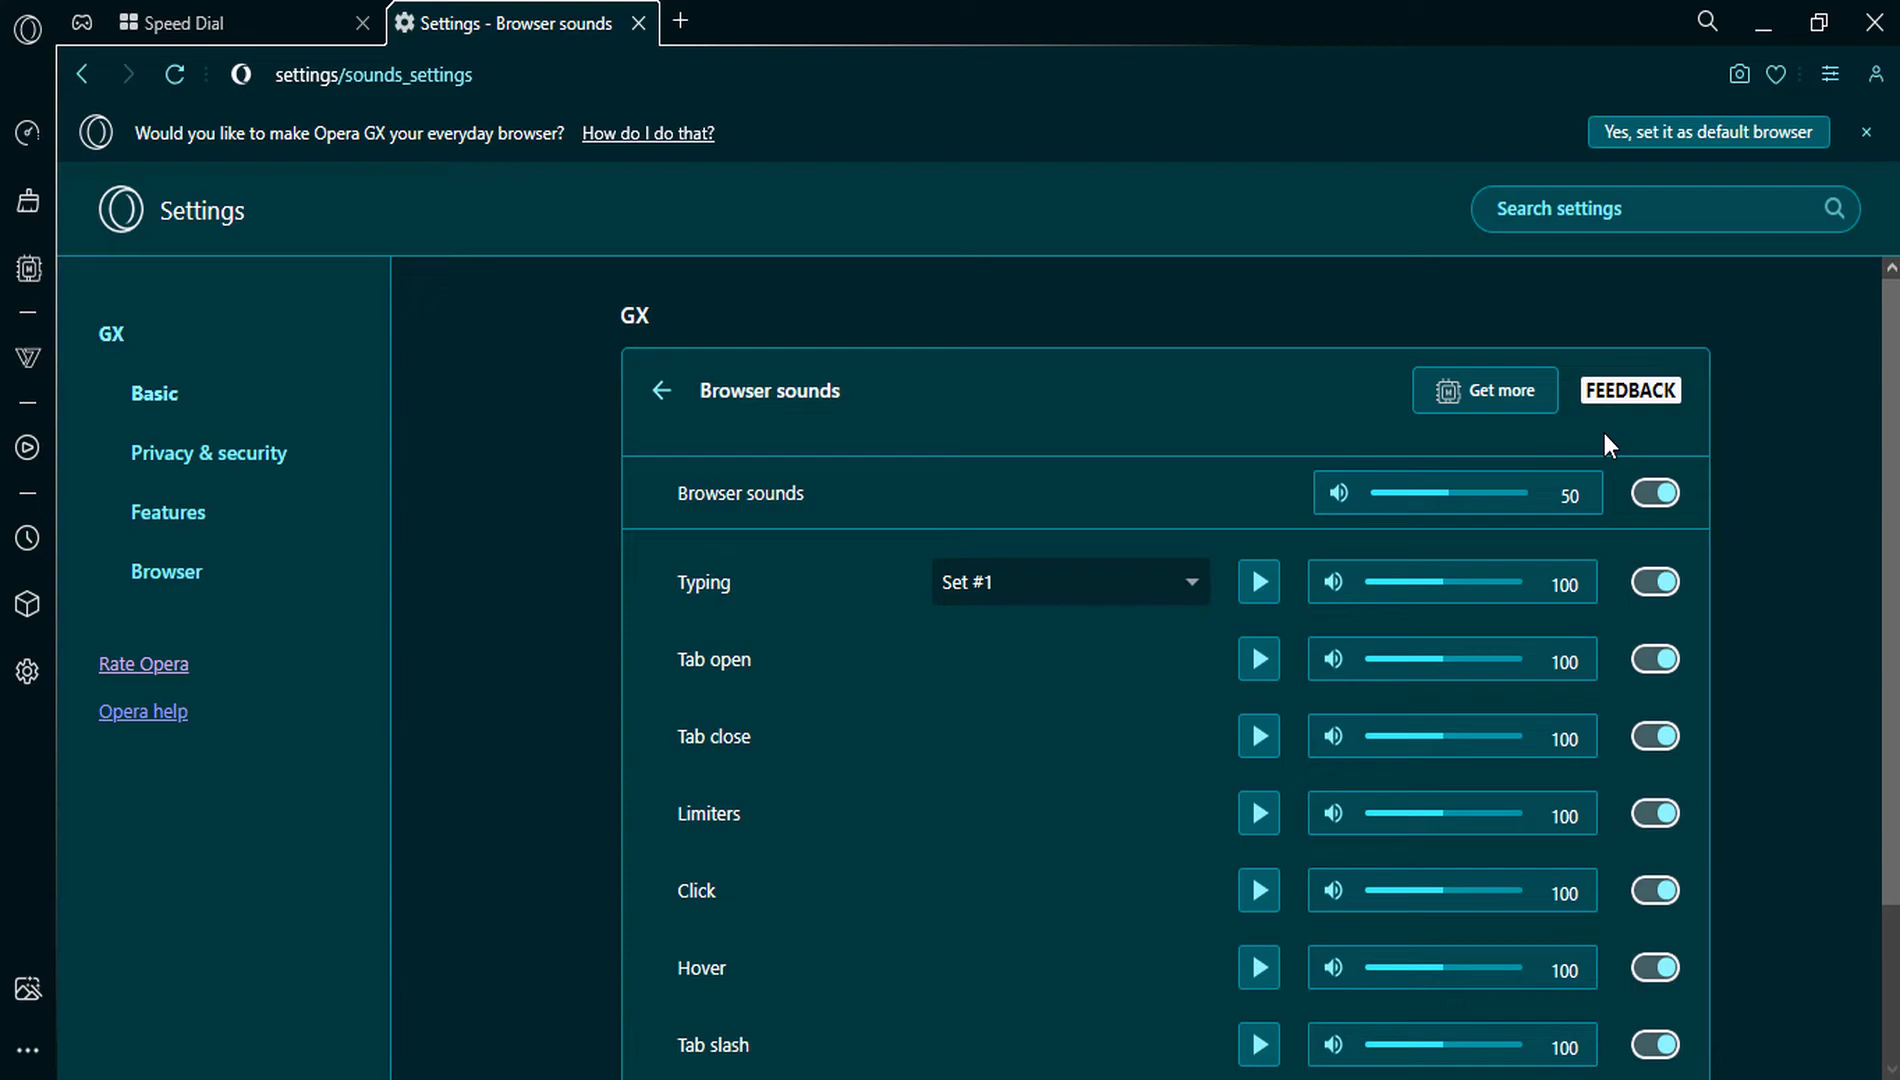 Speed Dial
Settings - Browser sounds
settings/sounds_settings
Would you like to make Opera GX your everyday browser? How do I do that?
Yes, set it as default browser
Settings
Search settings
GX
Basic
Privacy & security
Features
Browser
Rate Opera
Opera help
GX
Browser sounds
Get more
FEEDBACK
Browser sounds 50
Typing Set #1 100
Tab open 100
Tab close 100
Limiters 100
Click 100
Hover 100
Tab slash 100